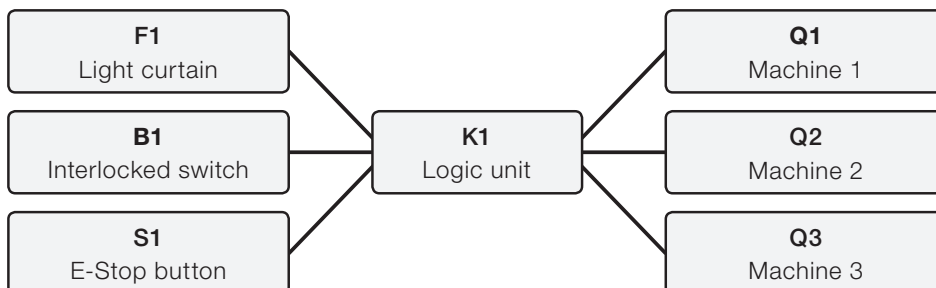 F1
Light curtain
B1
Interlocked switch
S1
E-Stop button
K1
Logic unit
Q1
Machine 1
Q2
Machine 2
Q3
Machine 3